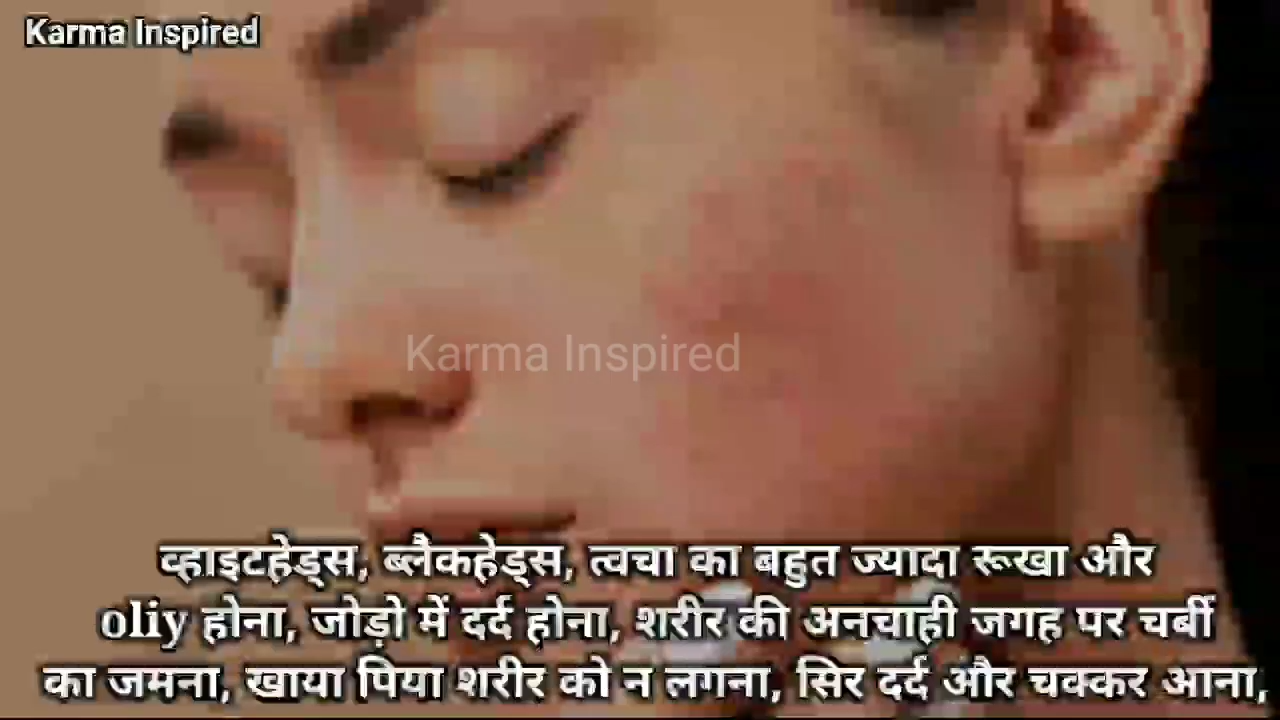 Karma Inspired
Karma Inspired
व्हाइटहेड्स, ब्लैकहेड्स, त्वचा का बहुत ज्यादा रूखा और
oliy होना, जोड़ो में दर्द होना, शरीर की अनचाही जगह पर चर्बी
का जमना, खाया पिया शरीर को न लगना, सिर दर्द और चक्कर आना,